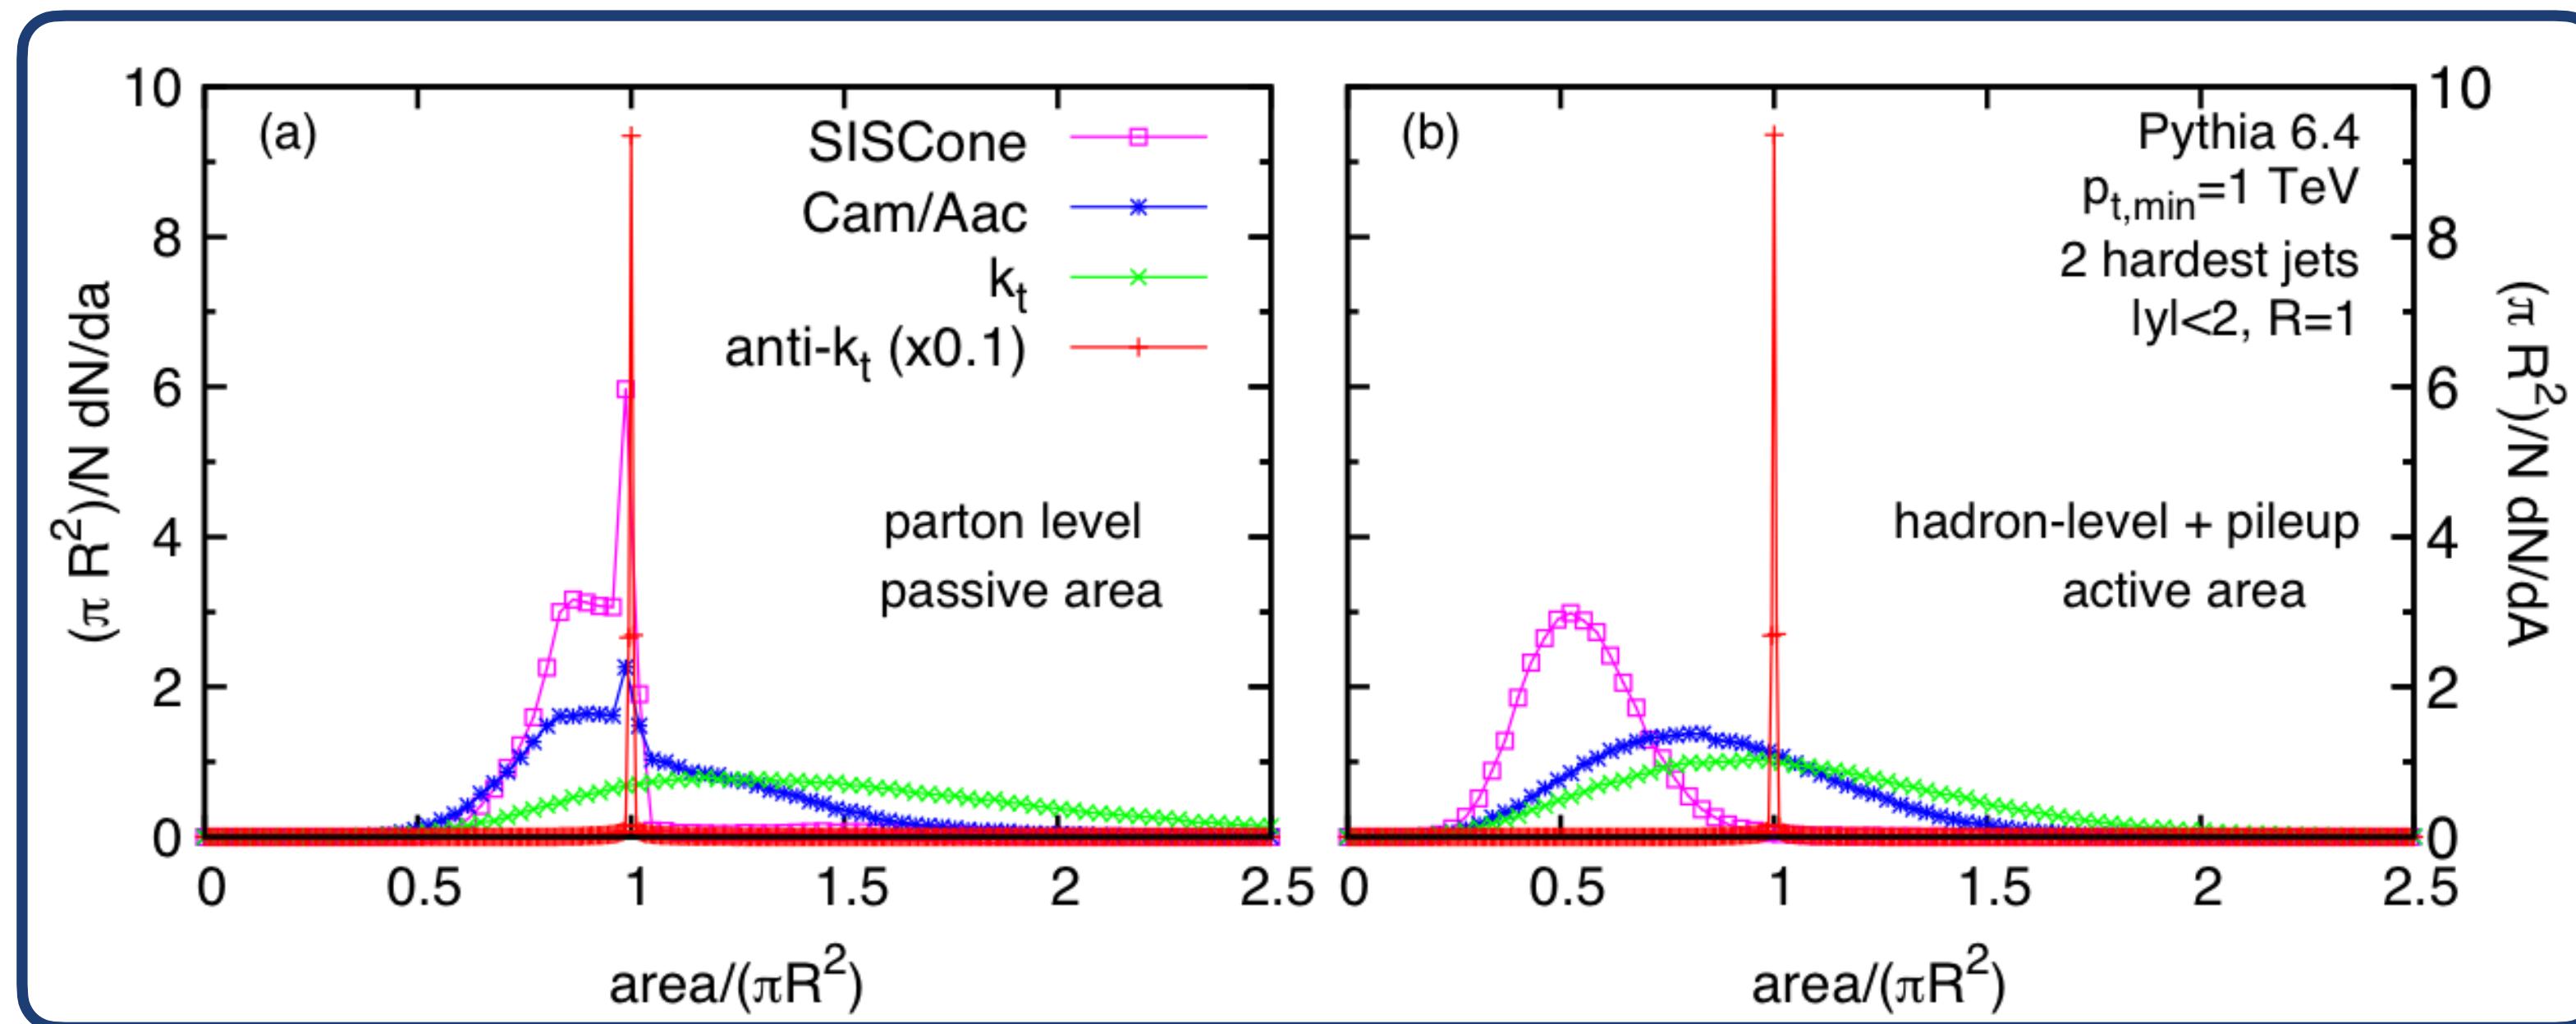 10
8
6
4
2
0
(π R²)/N dN/da
(a)
SISCone
Cam/Aac
kₜ
anti-kₜ (x0.1)
parton level
passive area
0 0.5 1 1.5 2 2.5
area/(πR²)
(b)
Pythia 6.4
pₜ,ₘᵢₙ=1 TeV
2 hardest jets
|y|<2, R=1
hadron-level + pileup
active area
0 0.5 1 1.5 2 2.5
area/(πR²)
10
8
6
4
2
0
(π R²)/N dN/dA